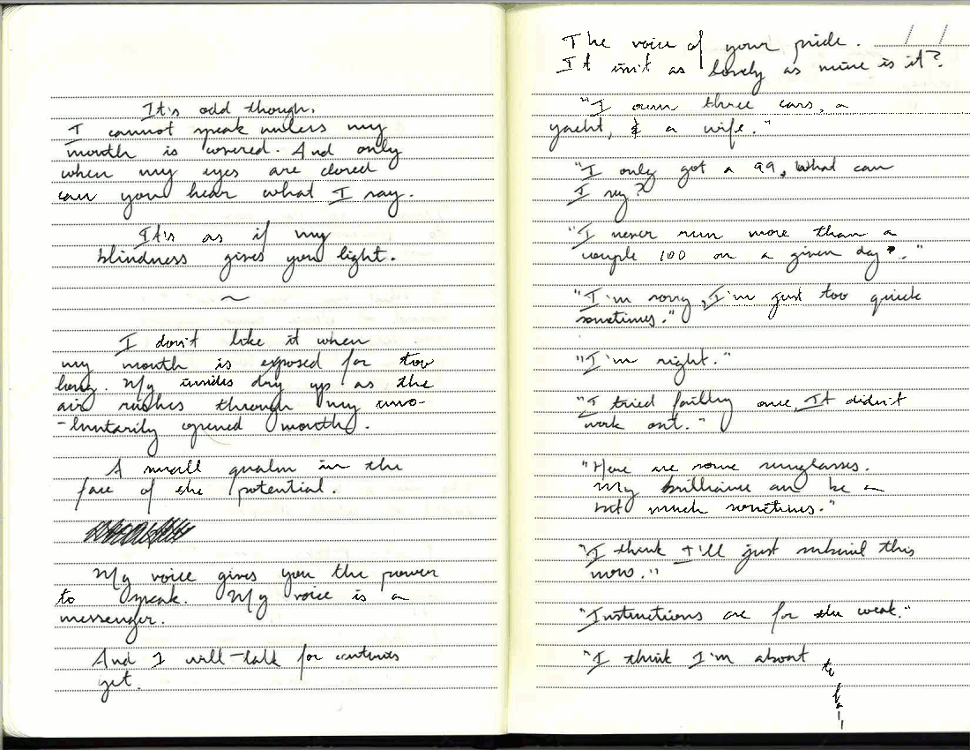 It's odd though.
I cannot speak unless my
mouth is covered. And only
when my eyes are closed
can you hear what I say.
It's as if my
blindness gives you light.
~
I don't like it when
my mouth is exposed for too
long. My insides dry up as the
air rushes through my uno-
-luntarily opened mouth.
A small qualm in the
face of the potential.
My voice gives you the power
to speak. My voice is a
messenger.
And I will talk for centuries
yet.
The voice of your pride.
It isn't as lovely as mine is it?
"I own three cars, a
yacht, & a wife."
"I only got a 99, What can
I say?
"I never run more than a
couple 100 on a given day."
"I'm sorry, I'm just too quick
sometimes."
"I'm right."
"I tried failing once, It didn't
work out."
"Here are some sunglasses.
My brilliance can be a
bit much sometimes."
"I think I'll just submit this
now."
"Instructions are for the weak."
"I think I'm about to fail